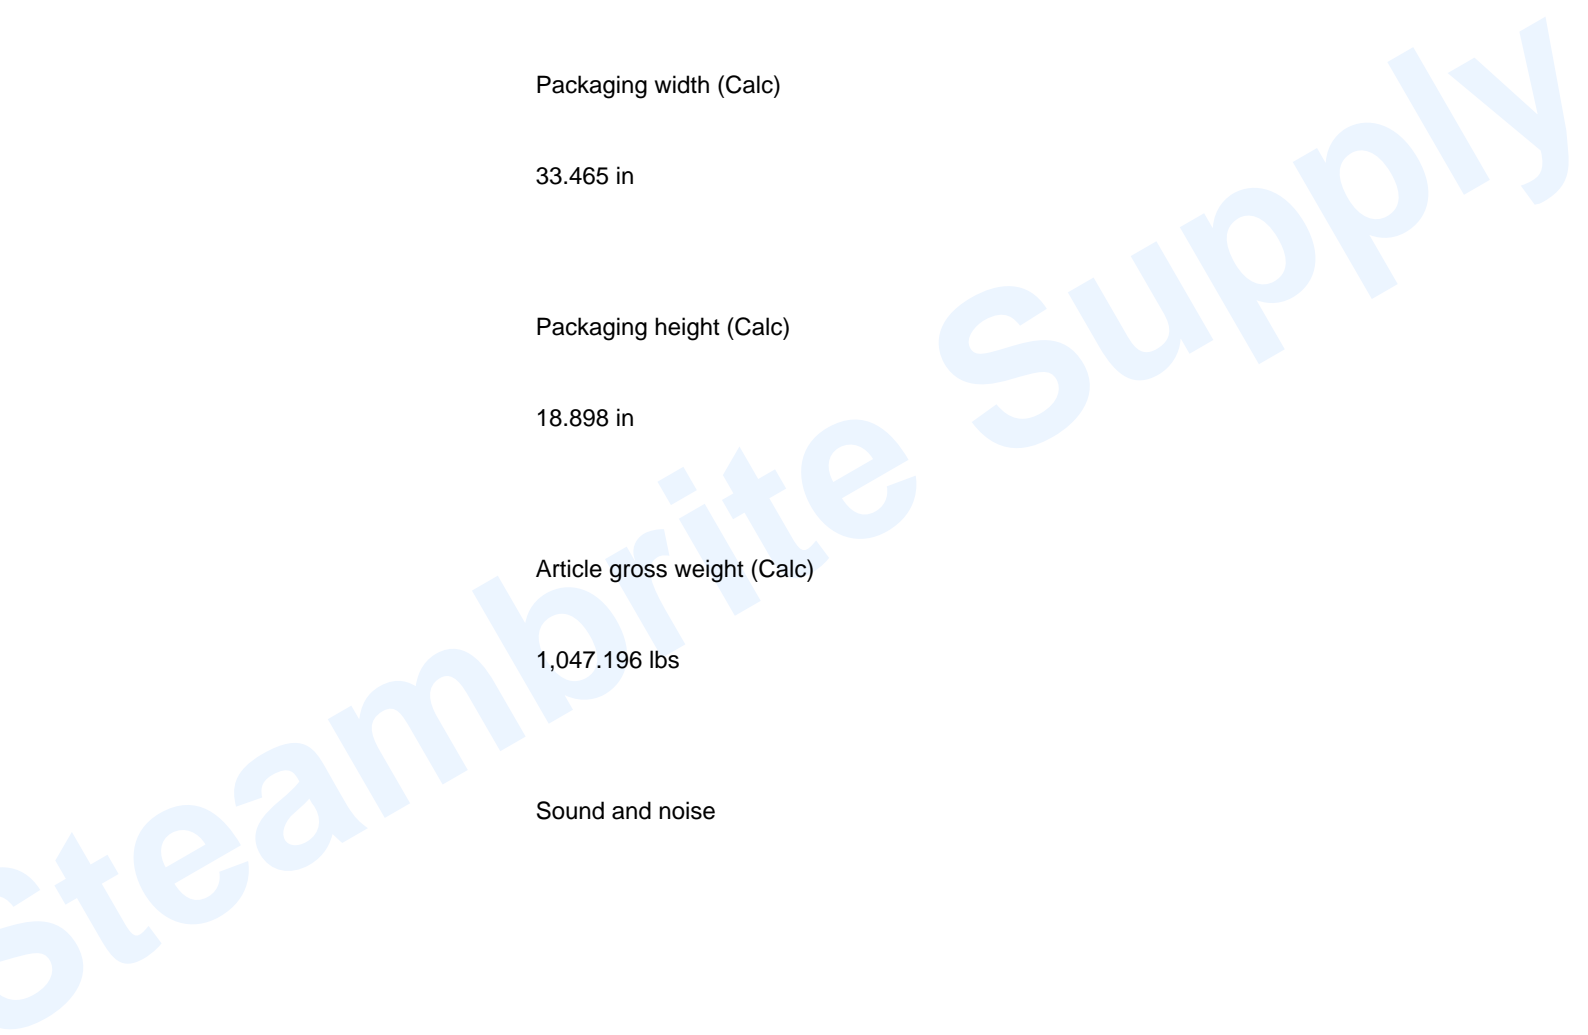 Packaging width (Calc)
33.465 in
Packaging height (Calc)
18.898 in
Article gross weight (Calc)
1,047.196 lbs
Sound and noise
Steambrite Supply